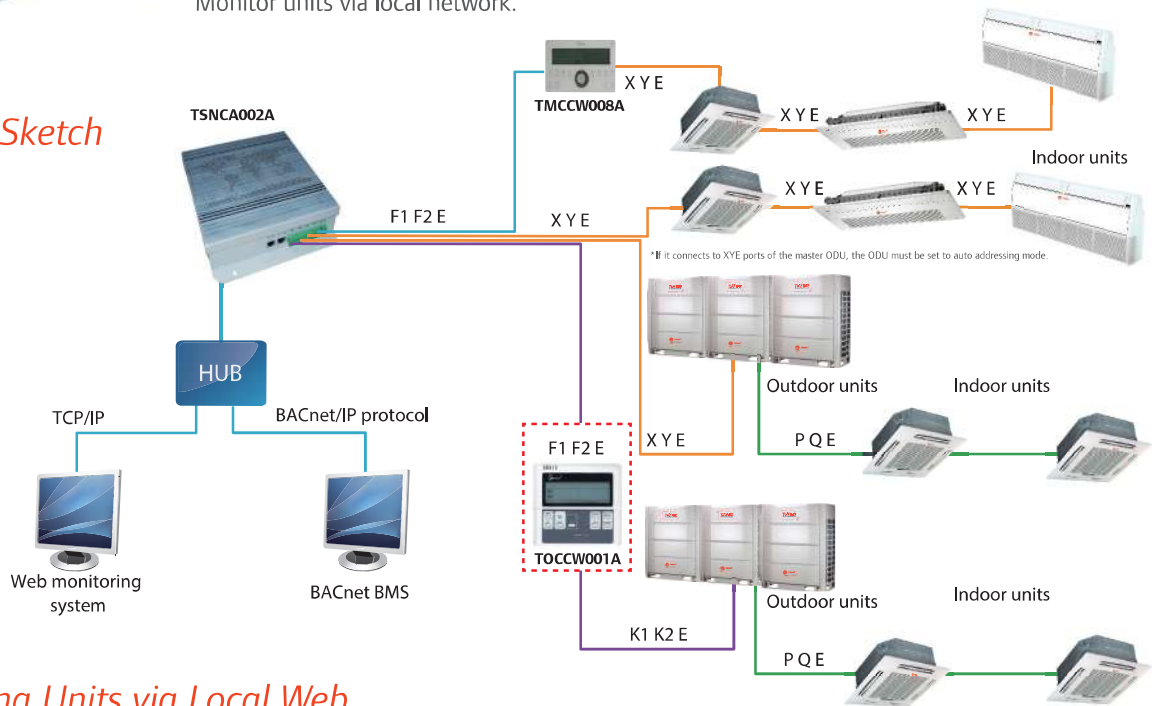 Monitor units via local network.
Sketch
TSNCA002A
TMCCW008A
X Y E
X Y E
X Y E
Indoor units
F1 F2 E
X Y E
X Y E
X Y E
*If it connects to XYE ports of the master ODU, the ODU must be set to auto addressing mode.
HUB
TCP/IP
BACnet/IP protocol
Outdoor units
Indoor units
F1 F2 E
X Y E
P Q E
TOCCW001A
Web monitoring
system
BACnet BMS
Outdoor units
Indoor units
K1 K2 E
P Q E
ng Units via Local Web